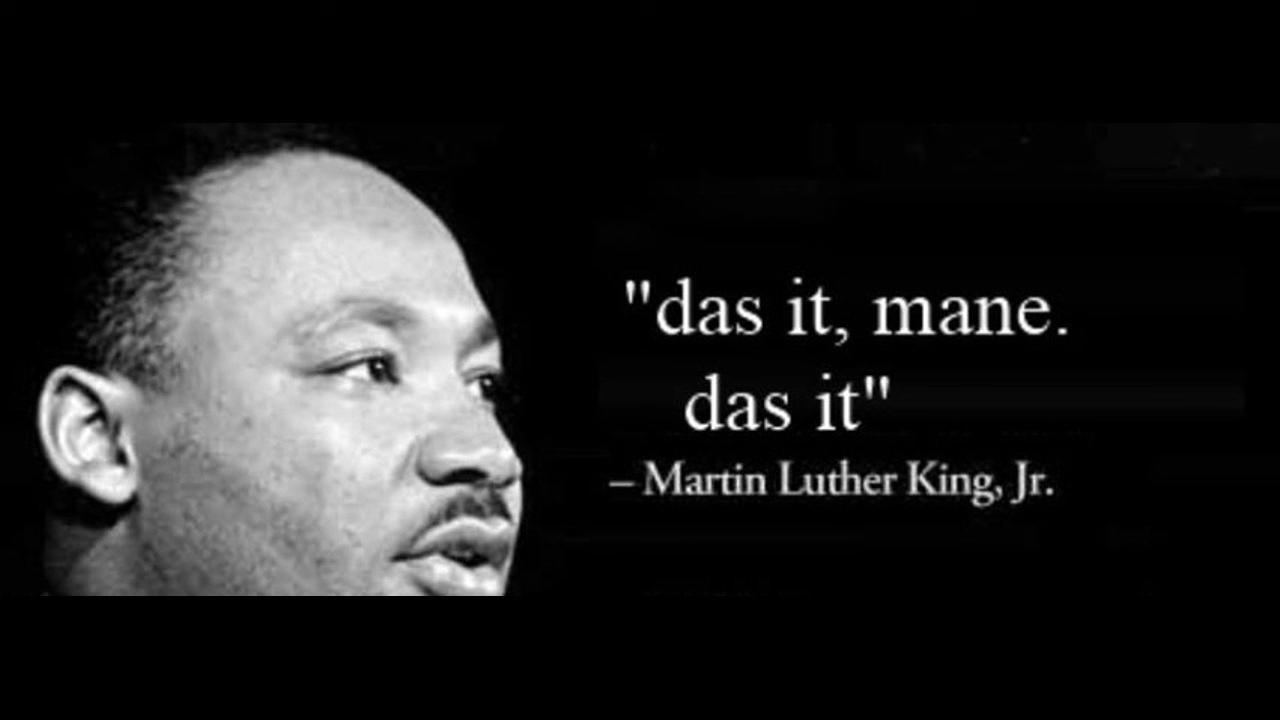 "das it, mane.
das it"
– Martin Luther King, Jr.